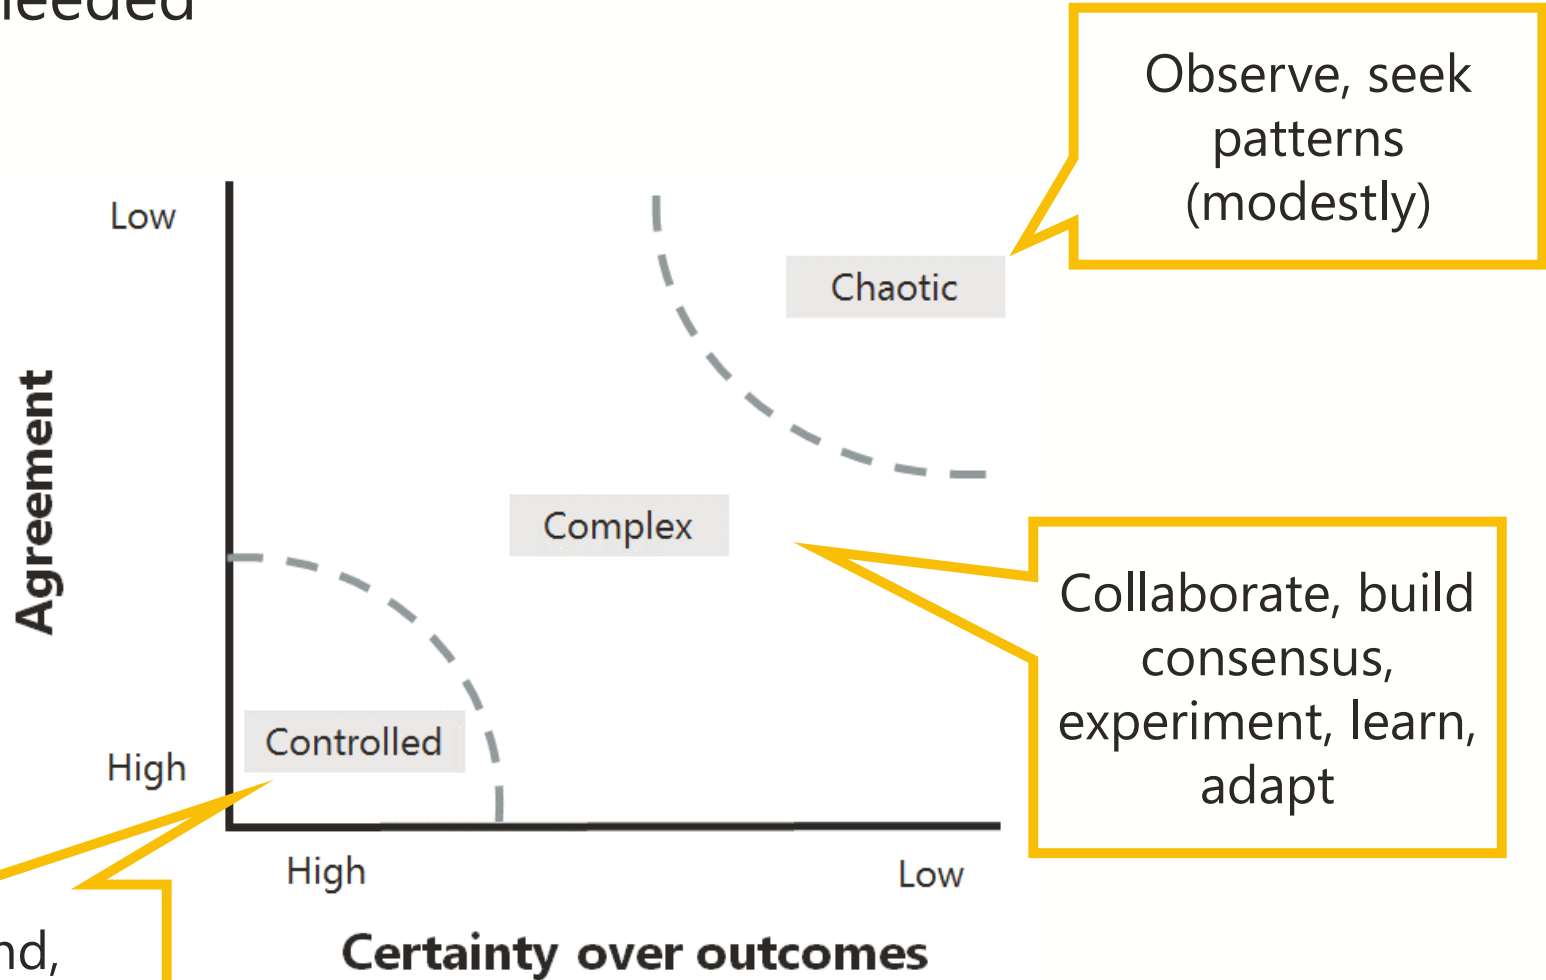 needed
Observe, seek
patterns
(modestly)
Low
Chaotic
Agreement
Complex
Collaborate, build
consensus,
experiment, learn,
adapt
Controlled
High
High
Low
Certainty over outcomes